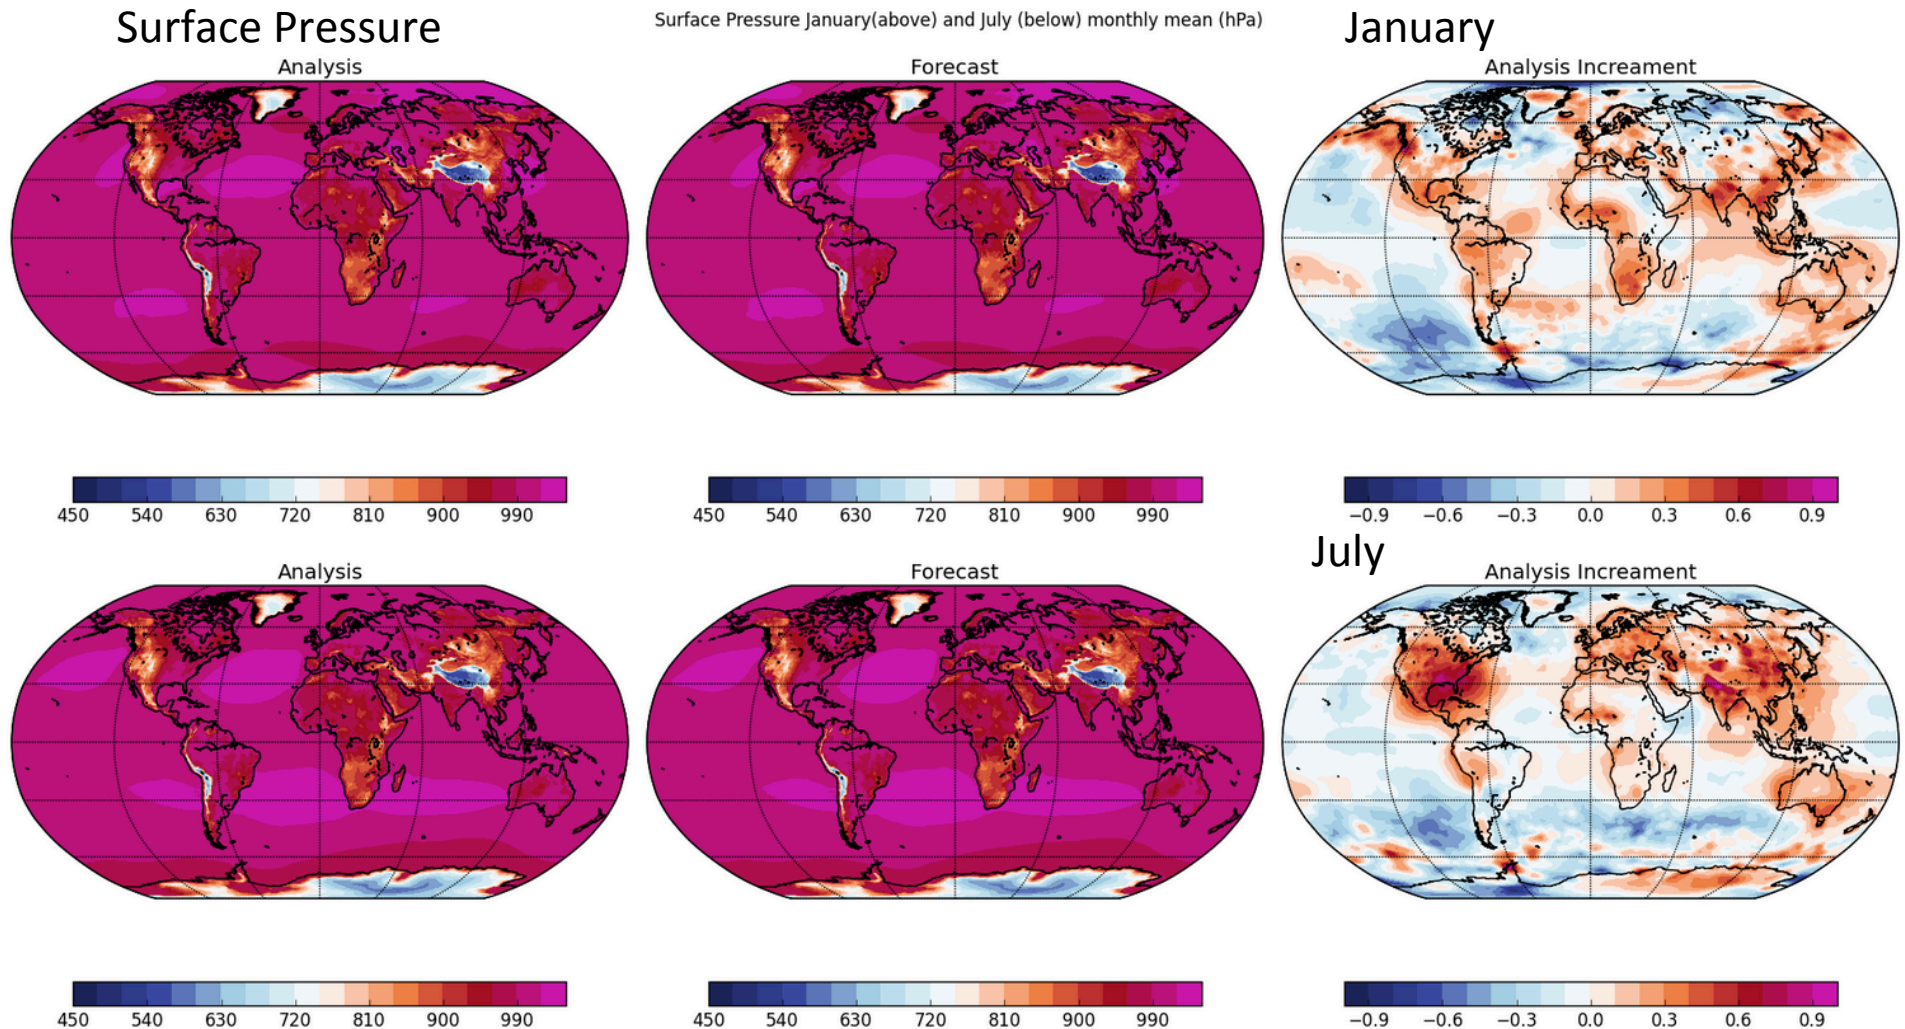 Surface Pressure
Surface Pressure January(above) and July (below) monthly mean (hPa)
January
Analysis
Forecast
Analysis Increament
450 540 630 720 810 900 990
450 540 630 720 810 900 990
−0.9 −0.6 −0.3 0.0 0.3 0.6 0.9
July
Analysis
Forecast
Analysis Increament
450 540 630 720 810 900 990
450 540 630 720 810 900 990
−0.9 −0.6 −0.3 0.0 0.3 0.6 0.9